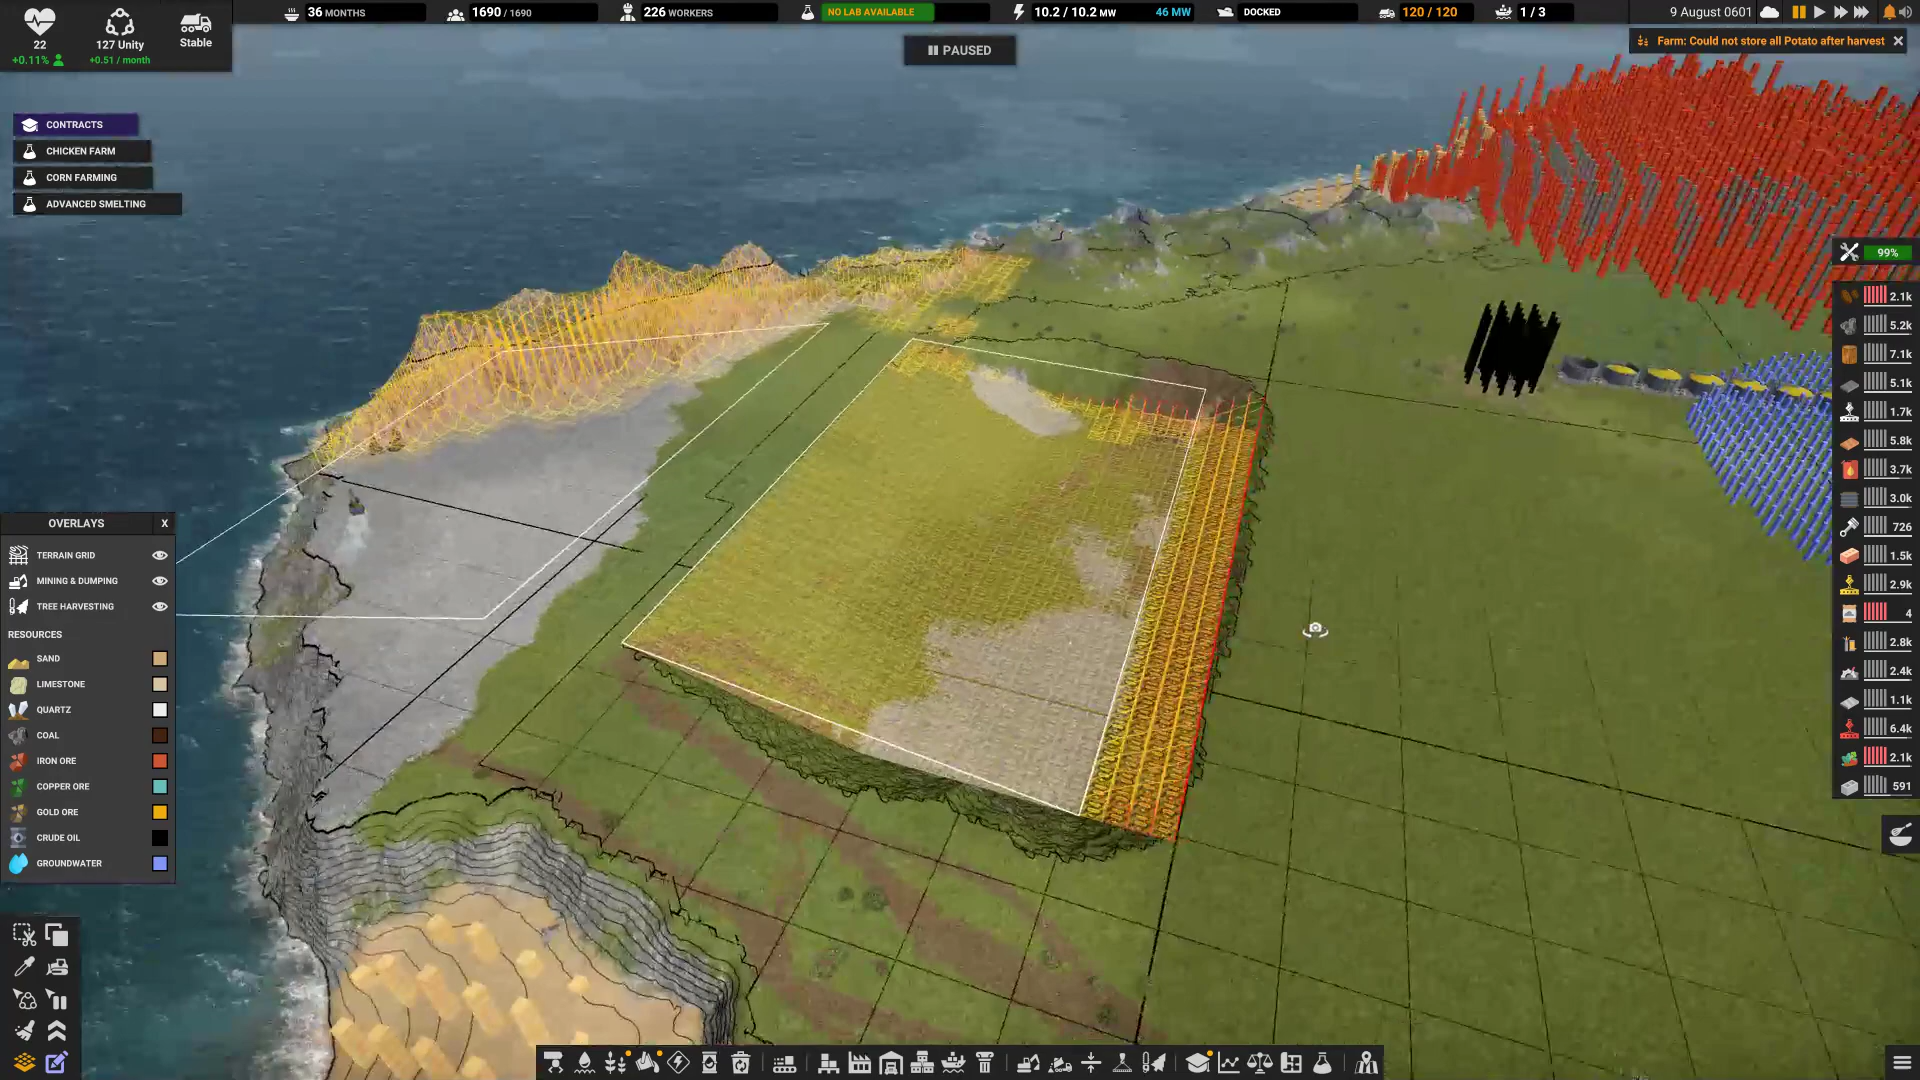 36 MONTHS
1690 / 1690
226 WORKERS
NO LAB AVAILABLE
10.2 / 10.2 MW
46 MW
DOCKED
120 / 120
1 / 3
9 August 0601
22
+0.11%
127 Unity
+0.51 / month
Stable
PAUSED
Farm: Could not store all Potato after harvest
CONTRACTS
CHICKEN FARM
CORN FARMING
ADVANCED SMELTING
99%
2.1k
5.2k
7.1k
5.1k
1.7k
5.8k
3.7k
3.0k
726
1.5k
2.9k
4
2.8k
2.4k
1.1k
6.4k
2.1k
591
OVERLAYS X
TERRAIN GRID
MINING & DUMPING
TREE HARVESTING
RESOURCES
SAND
LIMESTONE
QUARTZ
COAL
IRON ORE
COPPER ORE
GOLD ORE
CRUDE OIL
GROUNDWATER